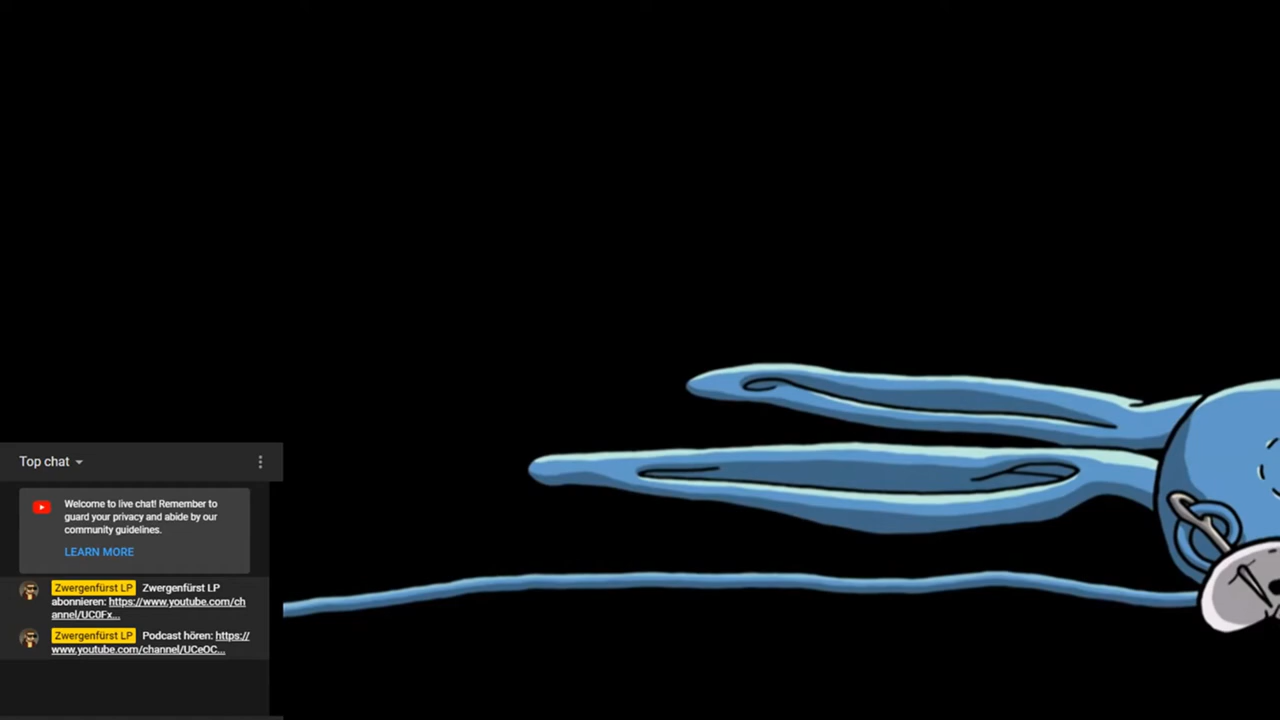 Top chat
Welcome to live chat! Remember to
guard your privacy and abide by our
community guidelines.
LEARN MORE
Zwergenfürst LP Zwergenfürst LP
abonnieren: https://www.youtube.com/ch
annel/UC0Fx...
Zwergenfürst LP Podcast hören: https://
www.youtube.com/channel/UCeOC...